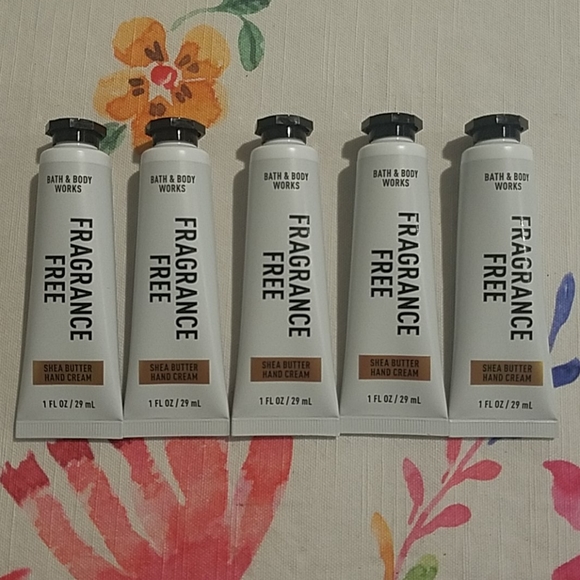 BATH & BODY
WORKS
FRAGRANCE
FREE
SHEA BUTTER
HAND CREAM
1 FL OZ / 29 mL
BATH & BODY
WORKS
FRAGRANCE
FREE
SHEA BUTTER
HAND CREAM
1 FL OZ / 29 mL
BATH & BODY
WORKS
FRAGRANCE
FREE
SHEA BUTTER
HAND CREAM
1 FL OZ / 29 mL
BATH & BODY
WORKS
FRAGRANCE
FREE
SHEA BUTTER
HAND CREAM
1 FL OZ / 29 mL
BATH & BODY
WORKS
FRAGRANCE
FREE
SHEA BUTTER
HAND CREAM
1 FL OZ / 29 mL